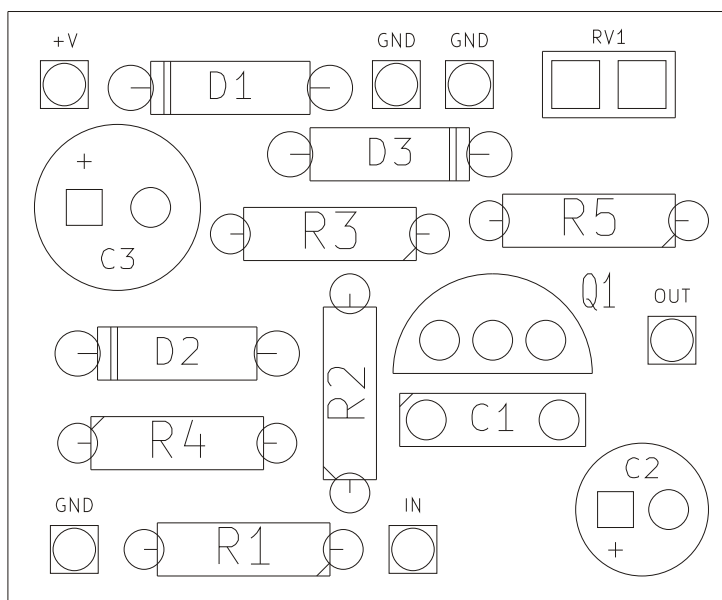 +V
GND
GND
RV1
D1
D3
+
C3
R3
R5
Q1
OUT
D2
R2
C1
R4
C2
+
GND
R1
IN